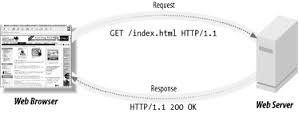 Request
GET /index.html HTTP/1.1
Response
HTTP/1.1 200 OK
Web Browser
Web Server